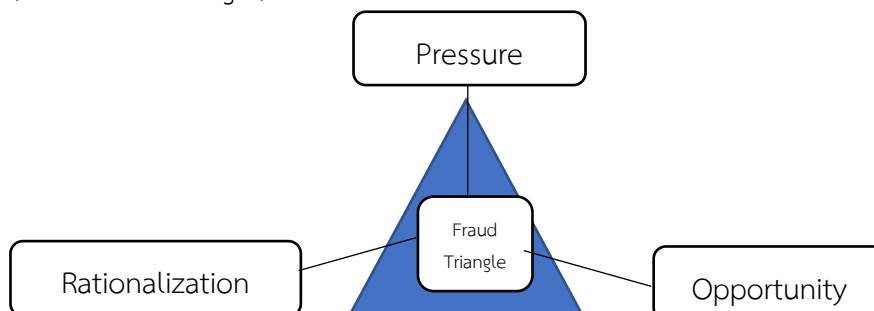 Pressure
Fraud
Triangle
Rationalization
Opportunity